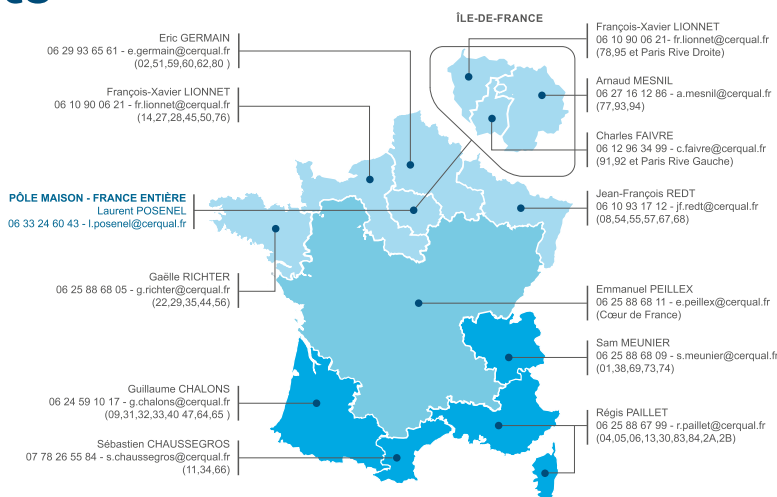 ÎLE-DE-FRANCE
Eric GERMAIN
06 29 93 65 61 - e.germain@cerqual.fr
(02,51,59,60,62,80 )
François-Xavier LIONNET
06 10 90 06 21 - fr.lionnet@cerqual.fr
(14,27,28,45,50,76)
PÔLE MAISON - FRANCE ENTIÈRE
Laurent POSENEL
06 33 24 60 43 - l.posenel@cerqual.fr
Gaëlle RICHTER
06 25 88 68 05 - g.richter@cerqual.fr
(22,29,35,44,56)
Guillaume CHALONS
06 24 59 10 17 - g.chalons@cerqual.fr
(09,31,32,33,40 47,64,65 )
Sébastien CHAUSSEGROS
07 78 26 55 84 - s.chaussegros@cerqual.fr
(11,34,66)
François-Xavier LIONNET
06 10 90 06 21- fr.lionnet@cerqual.fr
(78,95 et Paris Rive Droite)
Arnaud MESNIL
06 27 16 12 86 - a.mesnil@cerqual.fr
(77,93,94)
Charles FAIVRE
06 12 96 34 99 - c.faivre@cerqual.fr
(91,92 et Paris Rive Gauche)
Jean-François REDT
06 10 93 17 12 - jf.redt@cerqual.fr
(08,54,55,57,67,68)
Emmanuel PEILLEX
06 25 88 68 11 - e.peillex@cerqual.fr
(Cœur de France)
Sam MEUNIER
06 25 88 68 09 - s.meunier@cerqual.fr
(01,38,69,73,74)
Régis PAILLET
06 25 88 67 99 - r.paillet@cerqual.fr
(04,05,06,13,30,83,84,2A,2B)